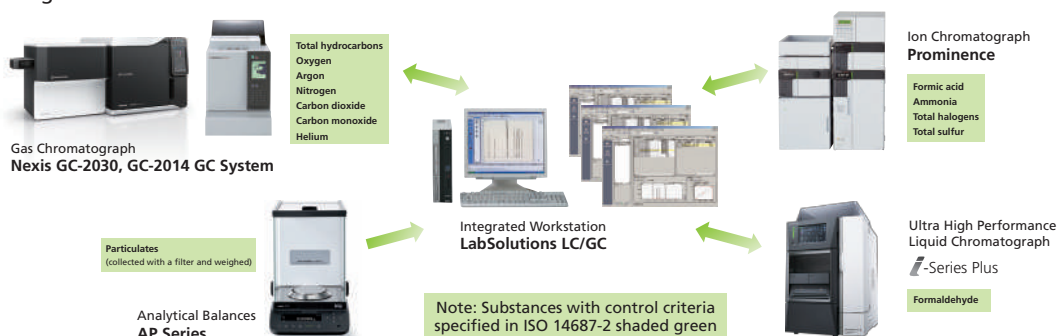 Total hydrocarbons
Oxygen
Argon
Nitrogen
Carbon dioxide
Carbon monoxide
Helium
Gas Chromatograph
Nexis GC-2030, GC-2014 GC System
Ion Chromatograph
Prominence
Formic acid
Ammonia
Total halogens
Total sulfur
Particulates
(collected with a filter and weighed)
Analytical Balances
AP Series
Integrated Workstation
LabSolutions LC/GC
Note: Substances with control criteria
specified in ISO 14687-2 shaded green
Ultra High Performance
Liquid Chromatograph
i-Series Plus
Formaldehyde